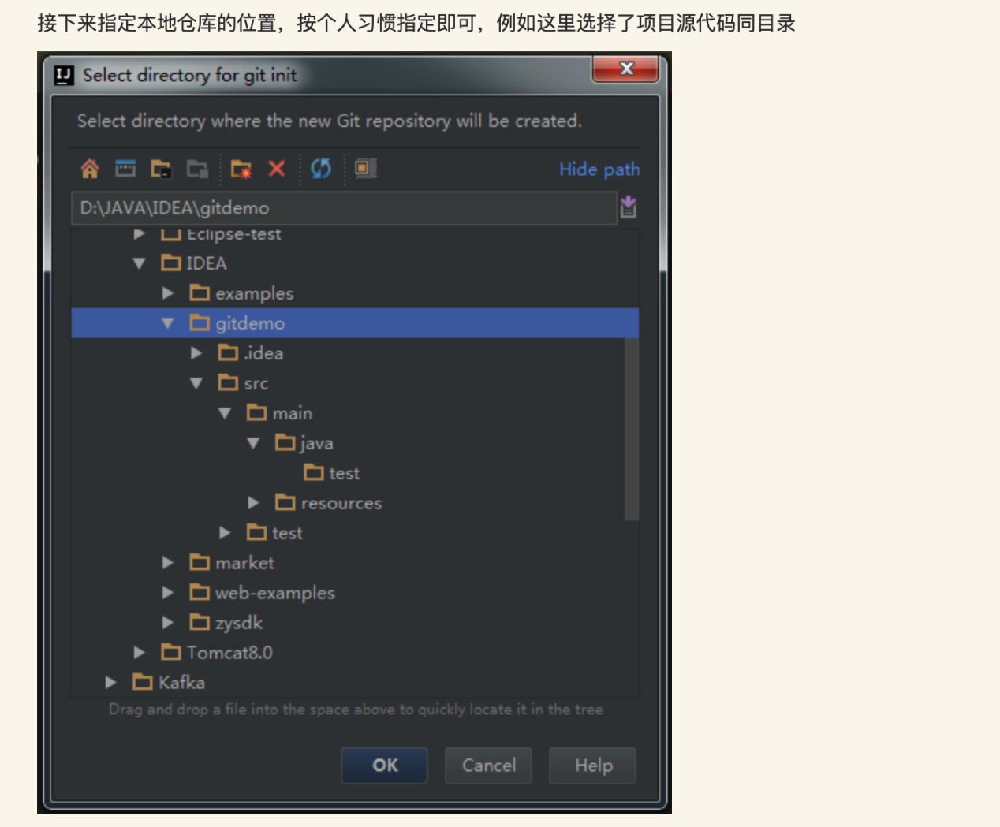 接下来指定本地仓库的位置，按个人习惯指定即可，例如这里选择了项目源代码同目录
Select directory for git init
Select directory where the new Git repository will be created.
Hide path
D:\JAVA\IDEA\gitdemo
Eclipse-test
IDEA
examples
gitdemo
.idea
src
main
java
test
resources
test
market
web-examples
zysdk
Tomcat8.0
Kafka
Drag and drop a file into the space above to quickly locate it in the tree
OK
Cancel
Help